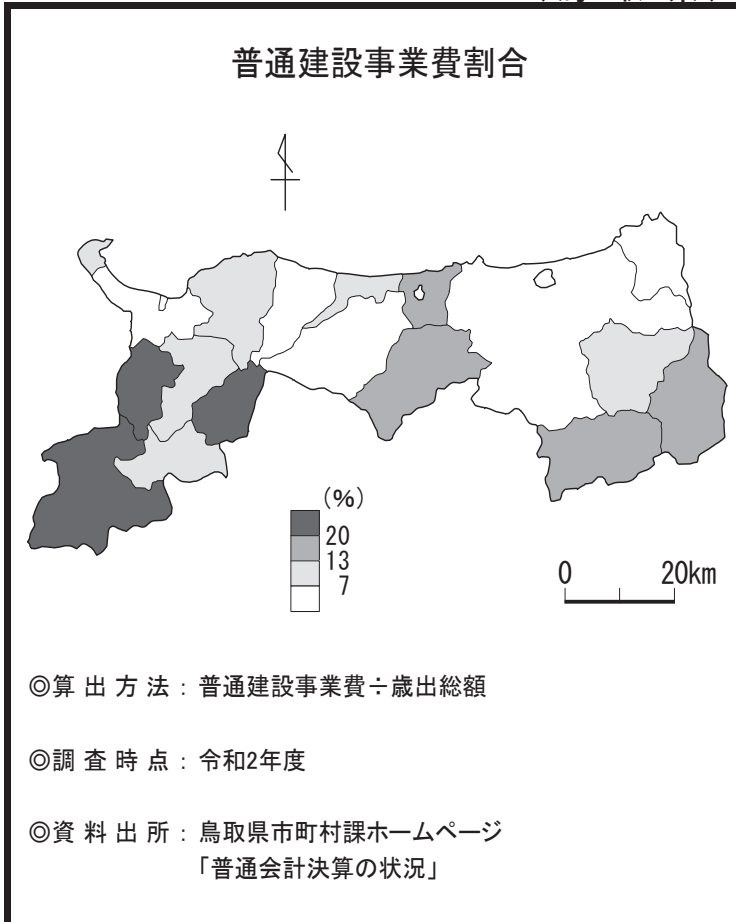 普通建設事業費割合
(%)
20
13
7
0 20km
◎算出方法：普通建設事業費÷歳出総額
◎調査時点：令和2年度
◎資料出所：鳥取県市町村課ホームページ
「普通会計決算の状況」